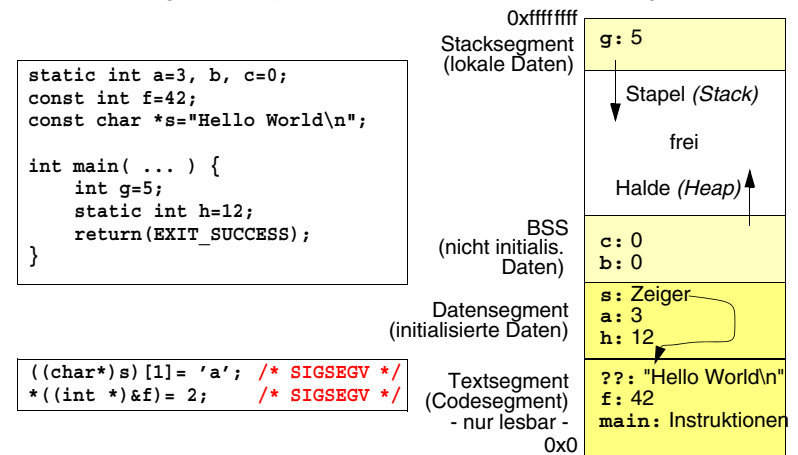 static int a=3, b, c=0;
const int f=42;
const char *s="Hello World\n";
int main( ... ) {
int g=5;
static int h=12;
return(EXIT_SUCCESS);
}
((char*)s)[1]= ’a’; /* SIGSEGV */
*((int *)&f)= 2; /* SIGSEGV */
0xffffffff
Stacksegment
(lokale Daten)
g: 5
Stapel (Stack)
frei
Halde (Heap)
BSS
(nicht initialis.
Daten)
c: 0
b: 0
Datensegment
(initialisierte Daten)
s: Zeiger
a: 3
h: 12
Textsegment
(Codesegment)
- nur lesbar -
0x0
??: "Hello World\n"
f: 42
main: Instruktionen